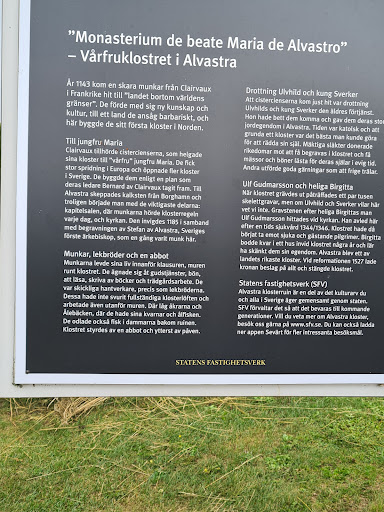 ”Monasterium de beate Maria de Alvastro”
– Vårfruklostret i Alvastra
År 1143 kom en skara munkar från Clairvaux
i Frankrike hit till ”landet bortom världens
gränser”. De förde med sig ny kunskap och
kultur, till ett land de ansåg barbariskt, och
här byggde de sitt första kloster i Norden.
Till jungfru Maria
Clairvaux tillhörde cistercienserna, som helgade
sina kloster till ”vårfru” jungfru Maria. De fick
stor spridning i Europa och öppnade fler kloster
i Sverige. De byggde dem enligt en plan som
deras ledare Bernard av Clairvaux tagit fram. Till
Alvastra skeppades kalksten från Borghamn och
troligen började man med de viktigaste delarna:
kapitelsalen, där munkarna hörde klosterregeln
varje dag, och kyrkan. Den invigdes 1185 i samband
med begravningen av Stefan av Alvastra, Sveriges
förste ärkebiskop, som en gång varit munk här.
Munkar, lekbröder och en abbot
Munkarna levde sina liv innanför klausuren, muren
runt klostret. De ägnade sig åt gudstjänster, bön,
att läsa, skriva av böcker och trädgårdsarbete. De
var skickliga hantverkare, precis som lekbröderna.
Dessa hade inte svurit fullständiga klosterlöften och
arbetade även utanför muren. Där låg åkrarna och
Ålebäcken, där de hade sina kvarnar och ålfisken.
De odlade också fisk i dammarna bakom ruinen.
Klostret styrdes av en abbot och ytterst av påven.
Drottning Ulvhild och kung Sverker
Att cistercienserna kom just hit var drottning
Ulvhilds och kung Sverker den äldres förtjänst.
Hon hade bett dem komma och gav dem deras stora
jordegendom i Alvastra. Tiden var katolsk och att
grunda ett kloster var det bästa man kunde göra
för att rädda sin själ. Mäktiga släkter donerade
rikedomar mot att få begravas i klostret och få
mässor och böner lästa för deras själar i evig tid.
Andra utförde goda gärningar som att frige trälar.
Ulf Gudmarsson och heliga Birgitta
När klostret grävdes ut påträffades ett par tusen
skelettgravar, men om Ulvhild och Sverker vilar här
vet vi inte. Gravstenen efter heliga Birgittas man
Ulf Gudmarsson hittades vid kyrkan. Han avled här
efter en tids sjukvård 1344/1346. Klostret hade då
börjat ta emot sjuka och gästande pilgrimer. Birgitta
bodde kvar i ett hus invid klostret några år och lär
ha skänkt dem sin egendom. Alvastra blev ett av
landets rikaste kloster. Vid reformationen 1527 lade
kronan beslag på allt och stängde klostret.
Statens fastighetsverk (SFV)
Alvastra klosterruin är en del av det kulturarv du
och alla i Sverige äger gemensamt genom staten.
SFV förvaltar det så att det bevaras till kommande
generationer. Vill du veta mer om Alvastra kloster,
besök oss gärna på www.sfv.se. Du kan också ladda
ner appen Sevärt för fler intressanta besöksmål.
STATENS FASTIGHETSVERK